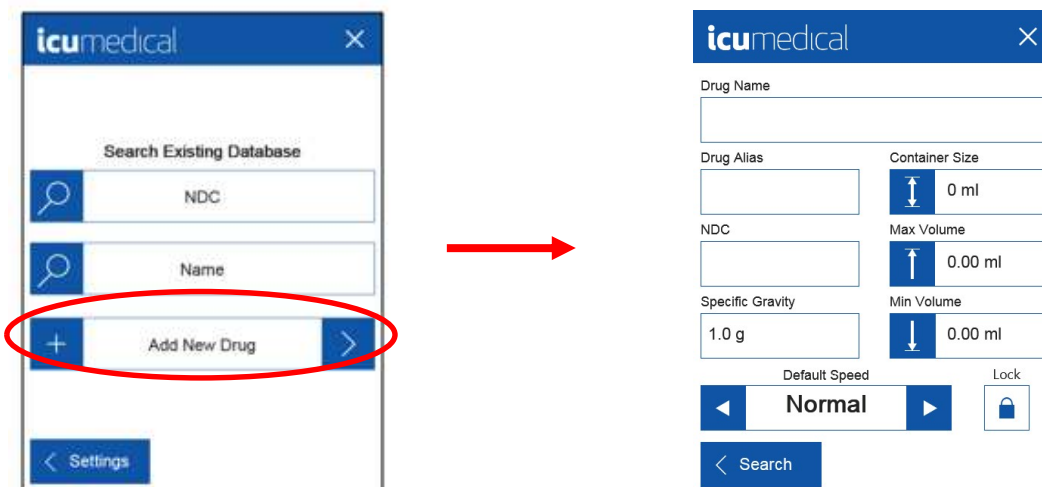 icumedical
Search Existing Database
NDC
Name
Add New Drug
Settings
icumedical
Drug Name
Drug Alias
Container Size
0 ml
NDC
Max Volume
0.00 ml
Specific Gravity
Min Volume
1.0 g
0.00 ml
Default Speed
Lock
Normal
Search